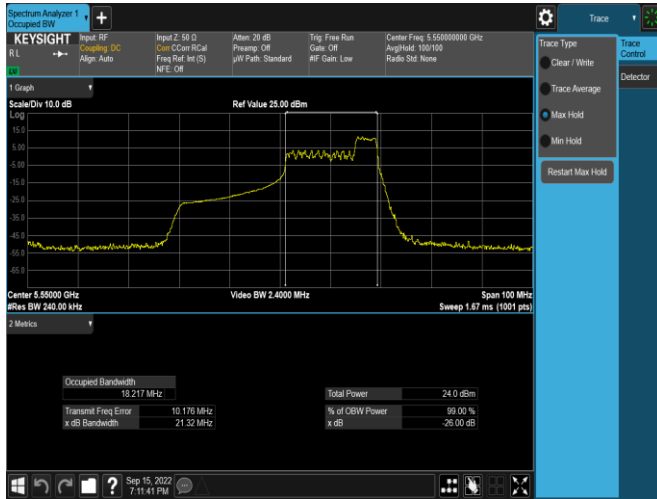 Spectrum Analyzer 1
Occupied BW
KEYSIGHT
R L
LV
Input: RF
Coupling: DC
Align: Auto
Input Z: 50 Ω
Corr CCorr RCal
Freq Ref: Int (S)
NFE: Off
Atten: 20 dB
Preamp: Off
µW Path: Standard
Trig: Free Run
Gate: Off
#IF Gain: Low
Center Freq: 5.550000000 GHz
Avg|Hold: 100/100
Radio Std: None
1 Graph
Scale/Div 10.0 dB
Ref Value 25.00 dBm
Log
15.0
5.00
-5.00
-15.0
-25.0
-35.0
-45.0
-55.0
-65.0
Center 5.55000 GHz
Video BW 2.4000 MHz
Span 100 MHz
#Res BW 240.00 kHz
Sweep 1.67 ms (1001 pts)
2 Metrics
Occupied Bandwidth
18.217 MHz
Total Power 24.0 dBm
Transmit Freq Error 10.176 MHz
% of OBW Power 99.00 %
x dB Bandwidth 21.32 MHz
x dB -26.00 dB
Sep 15, 2022
7:11:41 PM
Trace
Trace Type
Clear / Write
Trace Average
Max Hold
Min Hold
Restart Max Hold
Trace
Control
Detector